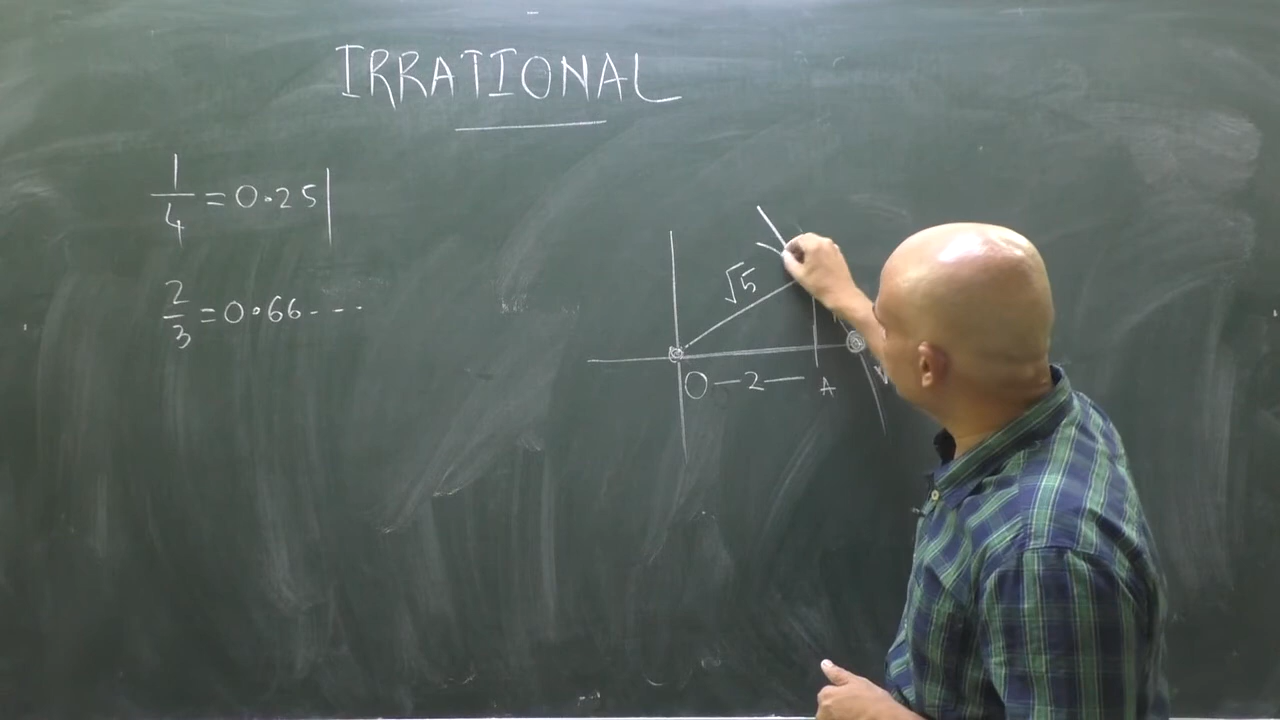 IRRATIONAL
1/4 = 0.25
2/3 = 0.66----
√5
O — 2 — A